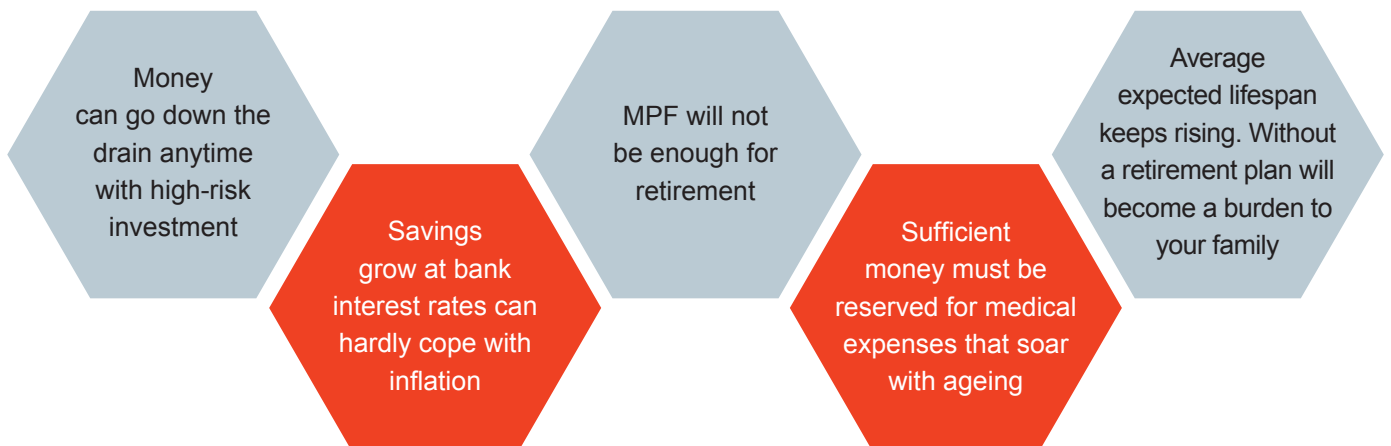 Money
can go down the
drain anytime
with high-risk
investment
Savings
grow at bank
interest rates can
hardly cope with
inflation
MPF will not
be enough for
retirement
Sufficient
money must be
reserved for medical
expenses that soar
with ageing
Average
expected lifespan
keeps rising. Without
a retirement plan will
become a burden to
your family